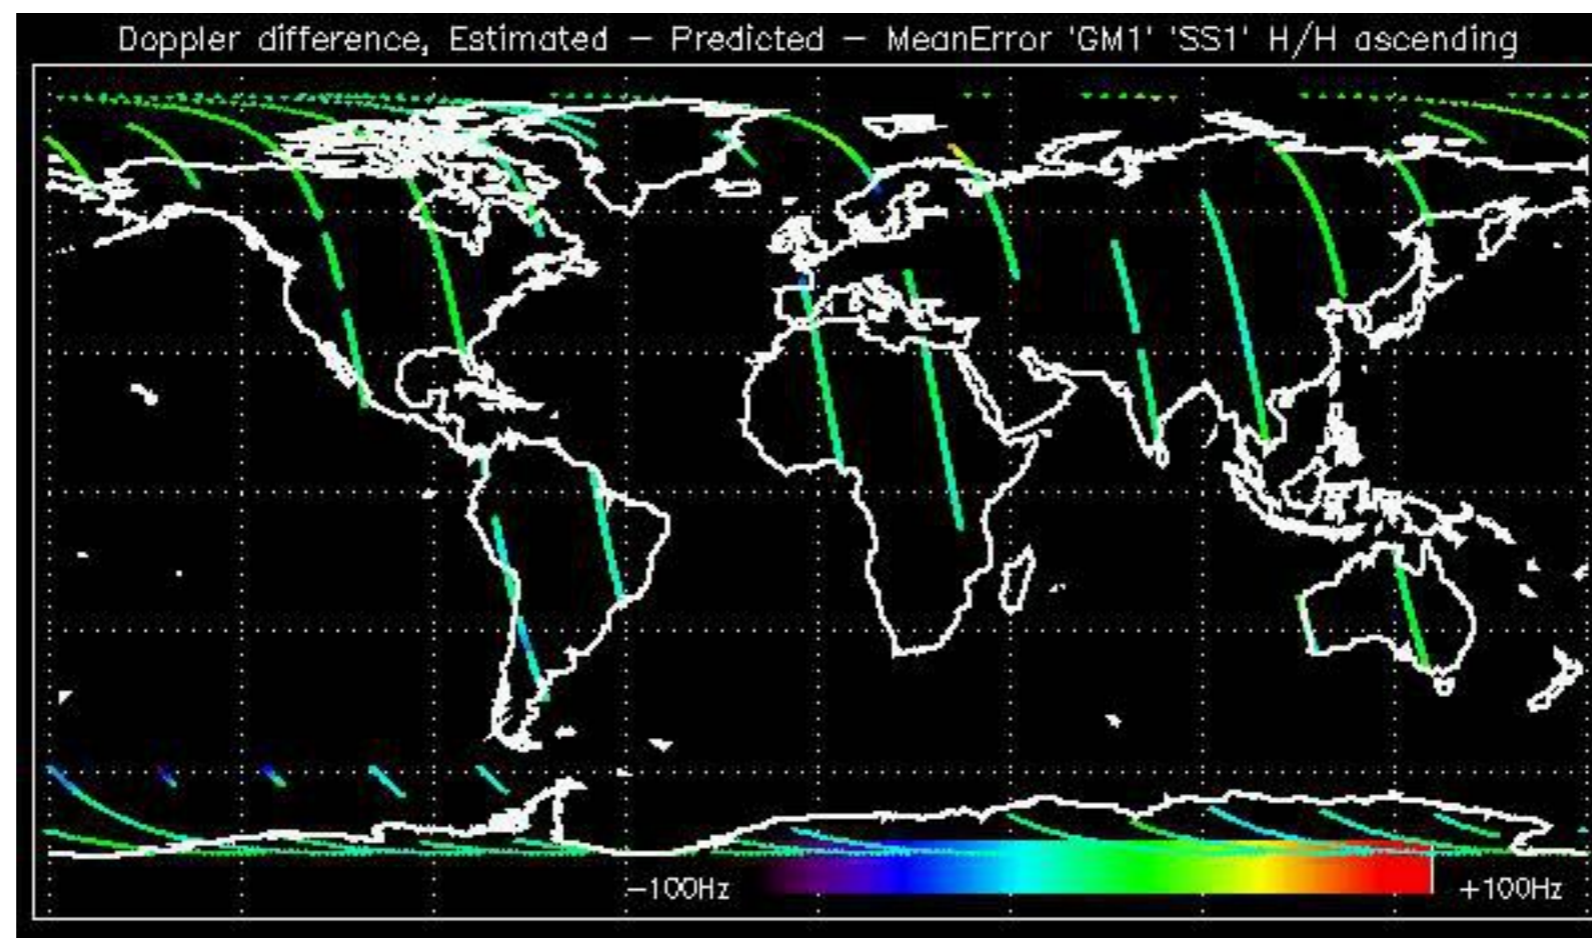 Doppler difference, Estimated – Predicted – MeanError 'GM1' 'SS1' H/H ascending
–100Hz +100Hz